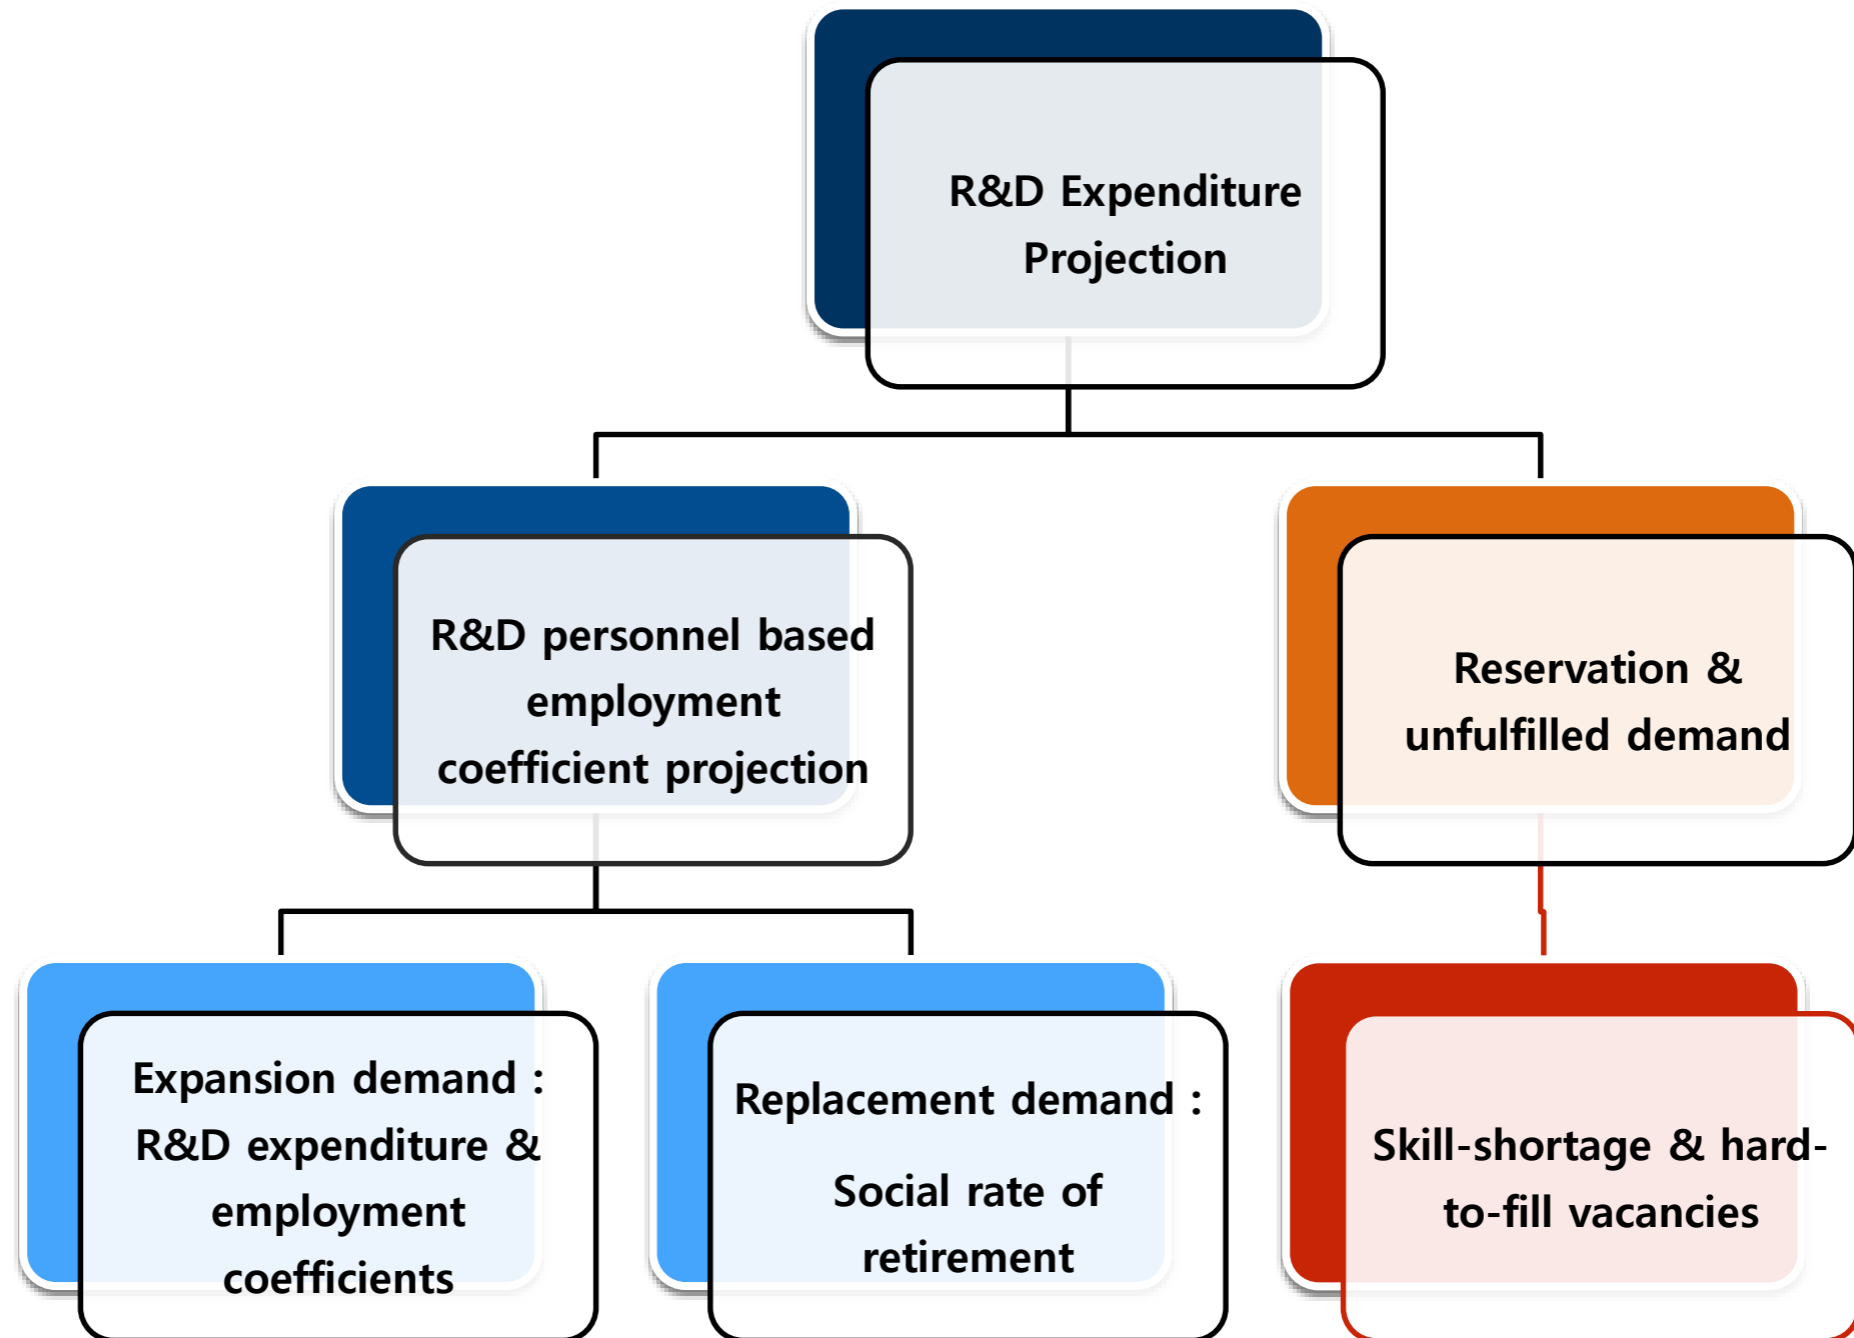 R&D Expenditure
Projection
R&D personnel based
employment
coefficient projection
Reservation &
unfulfilled demand
Expansion demand :
R&D expenditure &
employment
coefficients
Replacement demand :
Social rate of
retirement
Skill-shortage & hard-
to-fill vacancies